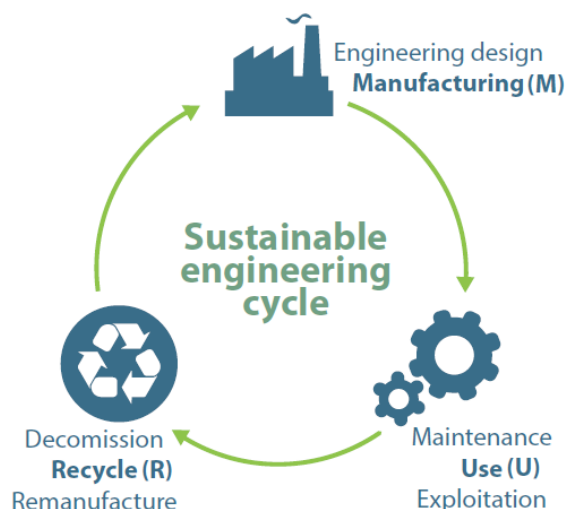 Engineering design
Manufacturing (M)
Sustainable
engineering
cycle
Maintenance
Use (U)
Exploitation
Decomission
Recycle (R)
Remanufacture